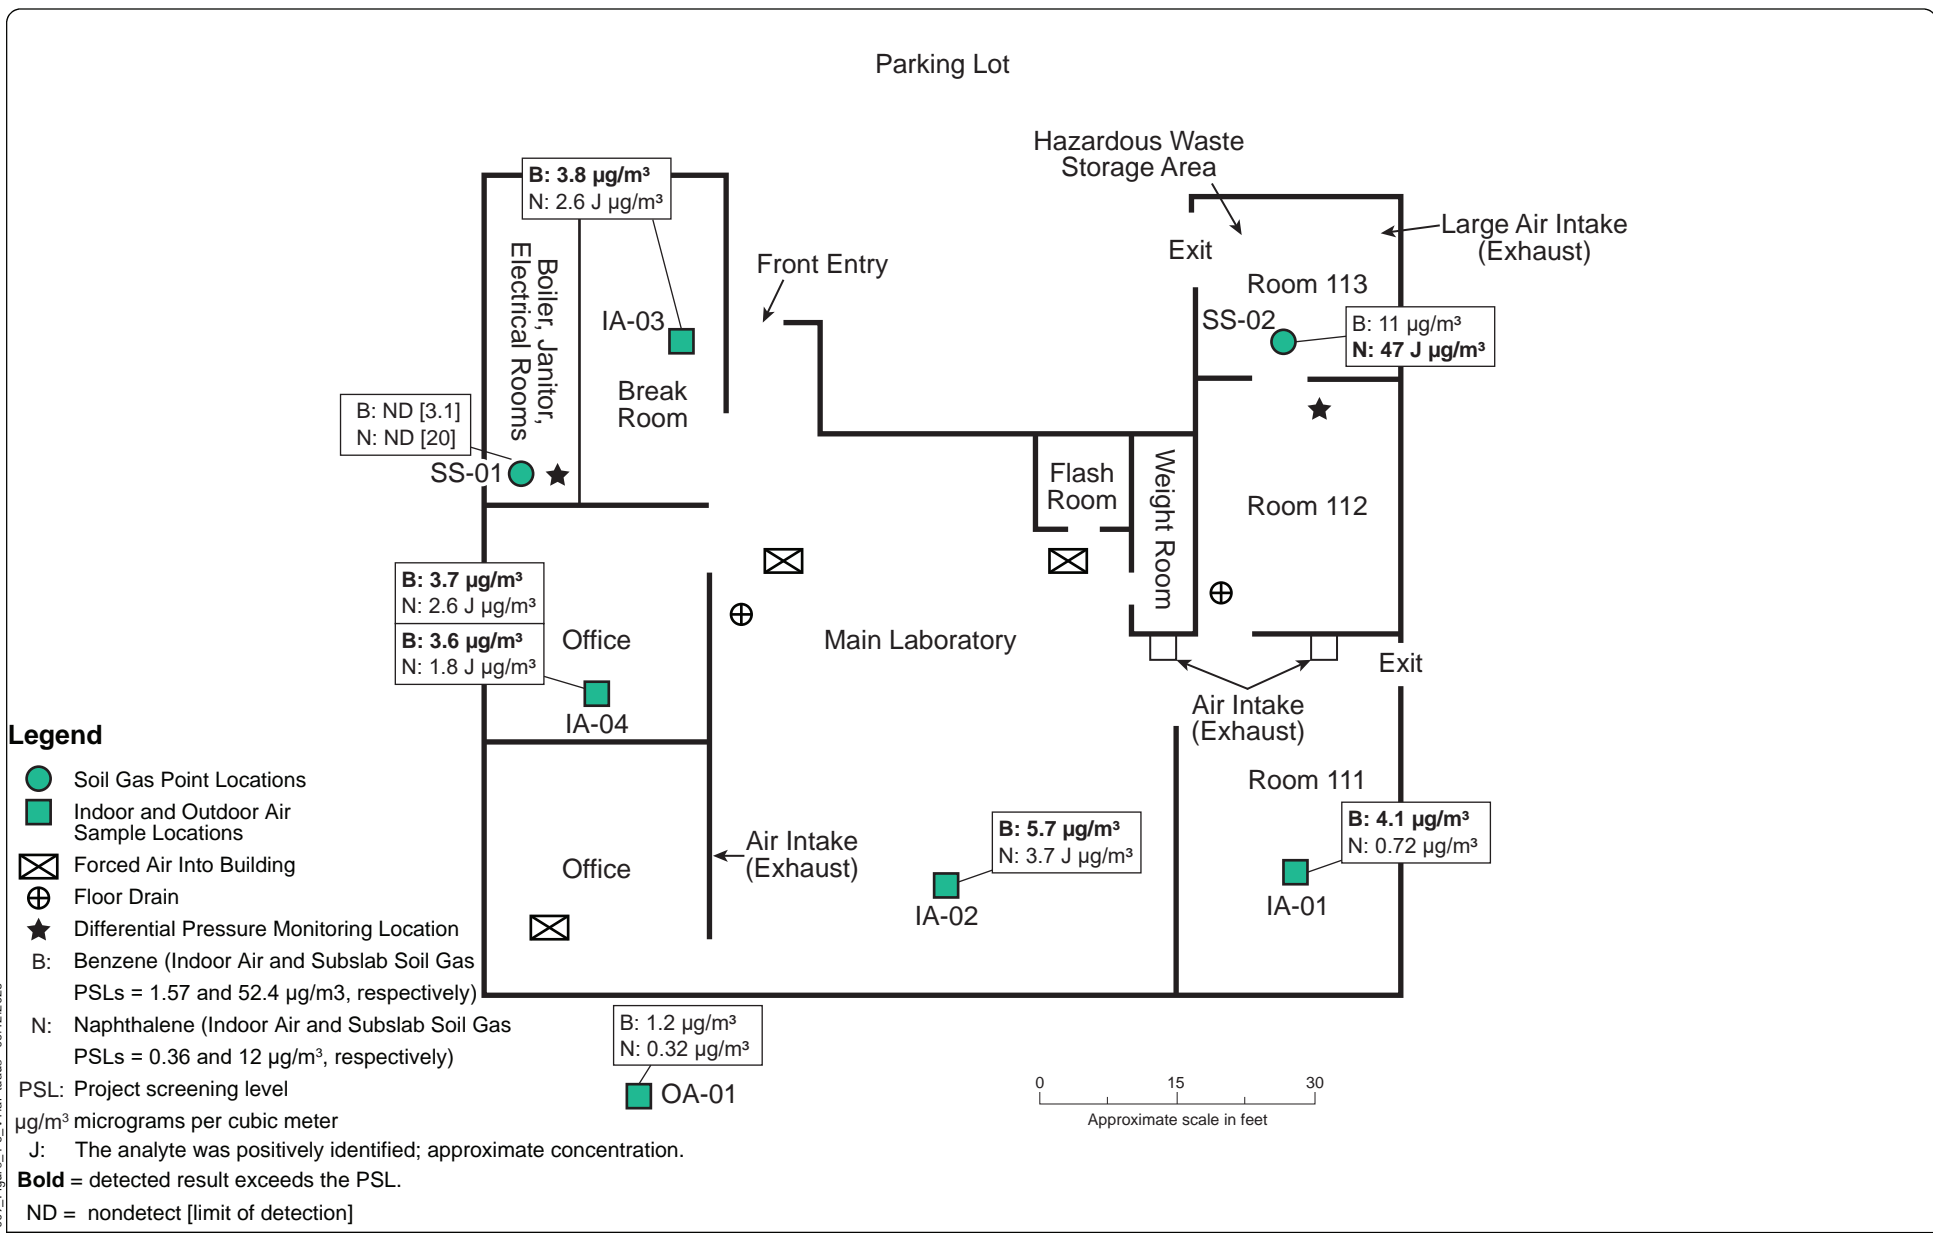 Parking Lot
Hazardous Waste
Storage Area
Large Air Intake
(Exhaust)
B: 3.8 µg/m³
N: 2.6 J µg/m³
Boiler, Janitor,
Electrical Rooms
IA-03
Break
Room
Front Entry
Exit
Room 113
SS-02
B: 11 µg/m³
N: 47 J µg/m³
B: ND [3.1]
N: ND [20]
SS-01
Flash
Room
Weight Room
Room 112
B: 3.7 µg/m³
N: 2.6 J µg/m³
B: 3.6 µg/m³
N: 1.8 J µg/m³
Office
IA-04
Main Laboratory
Exit
Air Intake
(Exhaust)
Room 111
B: 4.1 µg/m³
N: 0.72 µg/m³
IA-01
B: 5.7 µg/m³
N: 3.7 J µg/m³
IA-02
Air Intake
(Exhaust)
Office
B: 1.2 µg/m³
N: 0.32 µg/m³
OA-01
0 15 30
Approximate scale in feet
Legend
Soil Gas Point Locations
Indoor and Outdoor Air
Sample Locations
Forced Air Into Building
Floor Drain
Differential Pressure Monitoring Location
B: Benzene (Indoor Air and Subslab Soil Gas
PSLs = 1.57 and 52.4 µg/m3, respectively)
N: Naphthalene (Indoor Air and Subslab Soil Gas
PSLs = 0.36 and 12 µg/m³, respectively)
PSL: Project screening level
µg/m³ micrograms per cubic meter
J: The analyte was positively identified; approximate concentration.
Bold = detected result exceeds the PSL.
ND = nondetect [limit of detection]